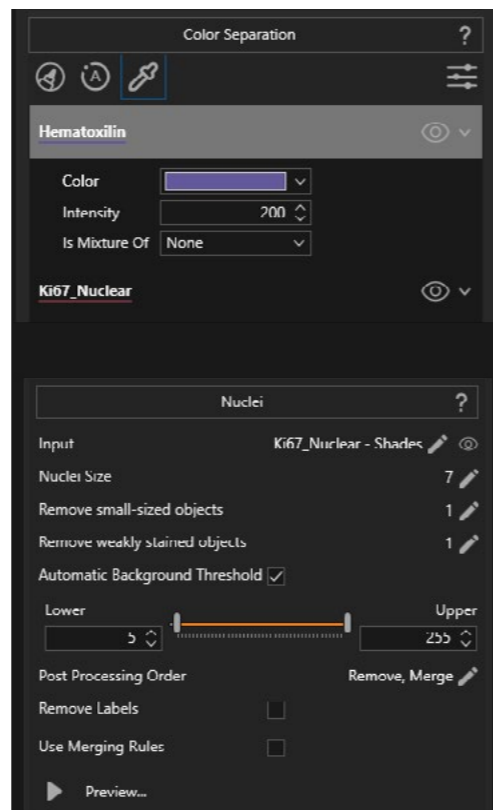 Color Separation ?
A
Hematoxilin
Color
Intensity 200
Is Mixture Of None
Ki67_Nuclear
Nuclei ?
Input Ki67_Nuclear - Shades
Nuclei Size 7
Remove small-sized objects 1
Remove weakly stained objects 1
Automatic Background Threshold
Lower Upper
5 255
Post Processing Order Remove, Merge
Remove Labels
Use Merging Rules
Preview...